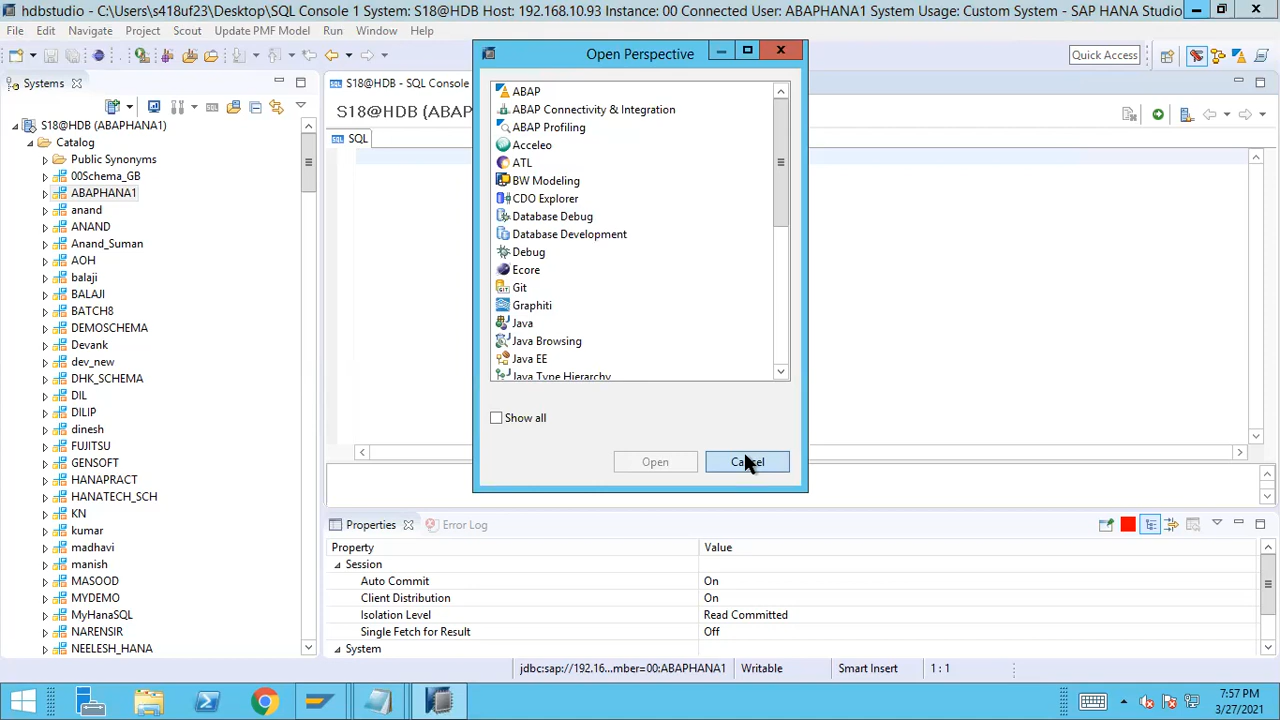 hdbstudio - C:\Users\s418uf23\Desktop\SQL Console 1 System: S18@HDB Host: 192.168.10.93 Instance: 00 Connected User: ABAPHANA1 System Usage: Custom System - SAP HANA Studio
File Edit Navigate Project Scout Update PMF Model Run Window Help
Quick Access
Systems
S18@HDB (ABAPHANA1)
Catalog
Public Synonyms
00Schema_GB
ABAPHANA1
anand
ANAND
Anand_Suman
AOH
balaji
BALAJI
BATCH8
DEMOSCHEMA
Devank
dev_new
DHK_SCHEMA
DIL
DILIP
dinesh
FUJITSU
GENSOFT
HANAPRACT
HANATECH_SCH
KN
kumar
madhavi
manish
MASOOD
MYDEMO
MyHanaSQL
NARENSIR
NEELESH_HANA
S18@HDB - SQL Console
S18@HDB (ABAP
SQL
Open Perspective
ABAP
ABAP Connectivity & Integration
ABAP Profiling
Acceleo
ATL
BW Modeling
CDO Explorer
Database Debug
Database Development
Debug
Ecore
Git
Graphiti
Java
Java Browsing
Java EE
Java Type Hierarchy
Show all
Open Cancel
Properties Error Log
Property Value
Session
Auto Commit On
Client Distribution On
Isolation Level Read Committed
Single Fetch for Result Off
System
jdbc:sap://192.16...mber=00:ABAPHANA1 Writable Smart Insert 1 : 1
7:57 PM
3/27/2021